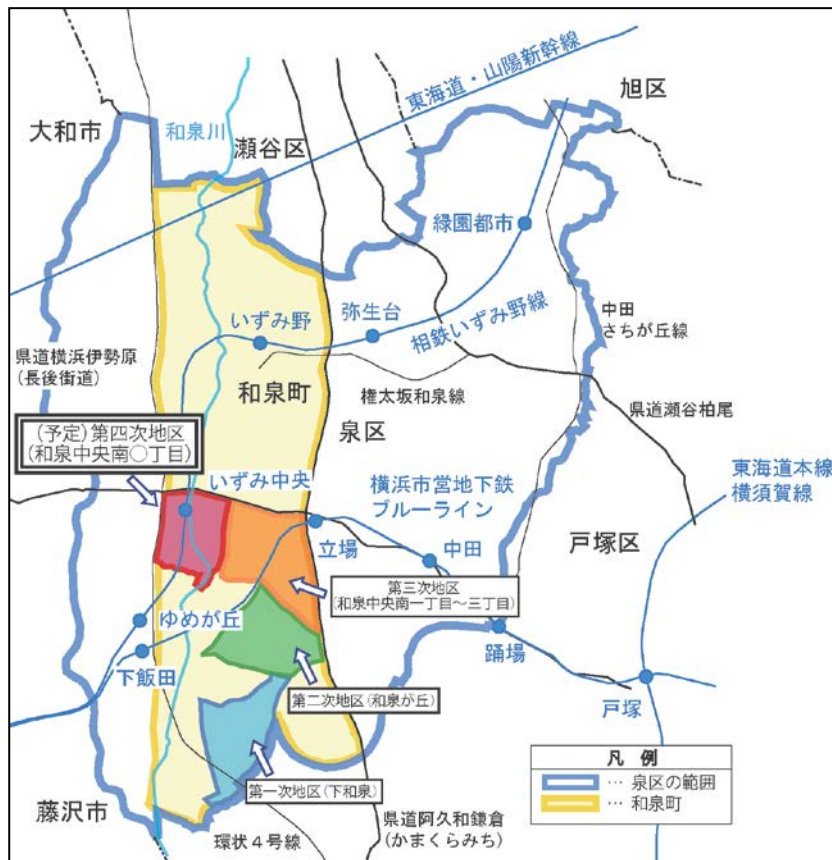 東海道・山陽新幹線
旭区
大和市
和泉川
瀬谷区
緑園都市
いずみ野
弥生台
相鉄いずみ野線
中田
さちが丘線
県道横浜伊勢原
(長後街道)
和泉町
権太坂和泉線
県道瀬谷柏尾
泉区
(予定)第四次地区
(和泉中央南○丁目)
いずみ中央
横浜市営地下鉄
ブルーライン
東海道本線
横須賀線
立場
中田
戸塚区
第三次地区
(和泉中央南一丁目～三丁目)
ゆめが丘
踊場
下飯田
第二次地区(和泉が丘)
戸塚
凡 例
… 泉区の範囲
… 和泉町
第一次地区(下和泉)
藤沢市
環状4号線
県道阿久和鎌倉
(かまくらみち)